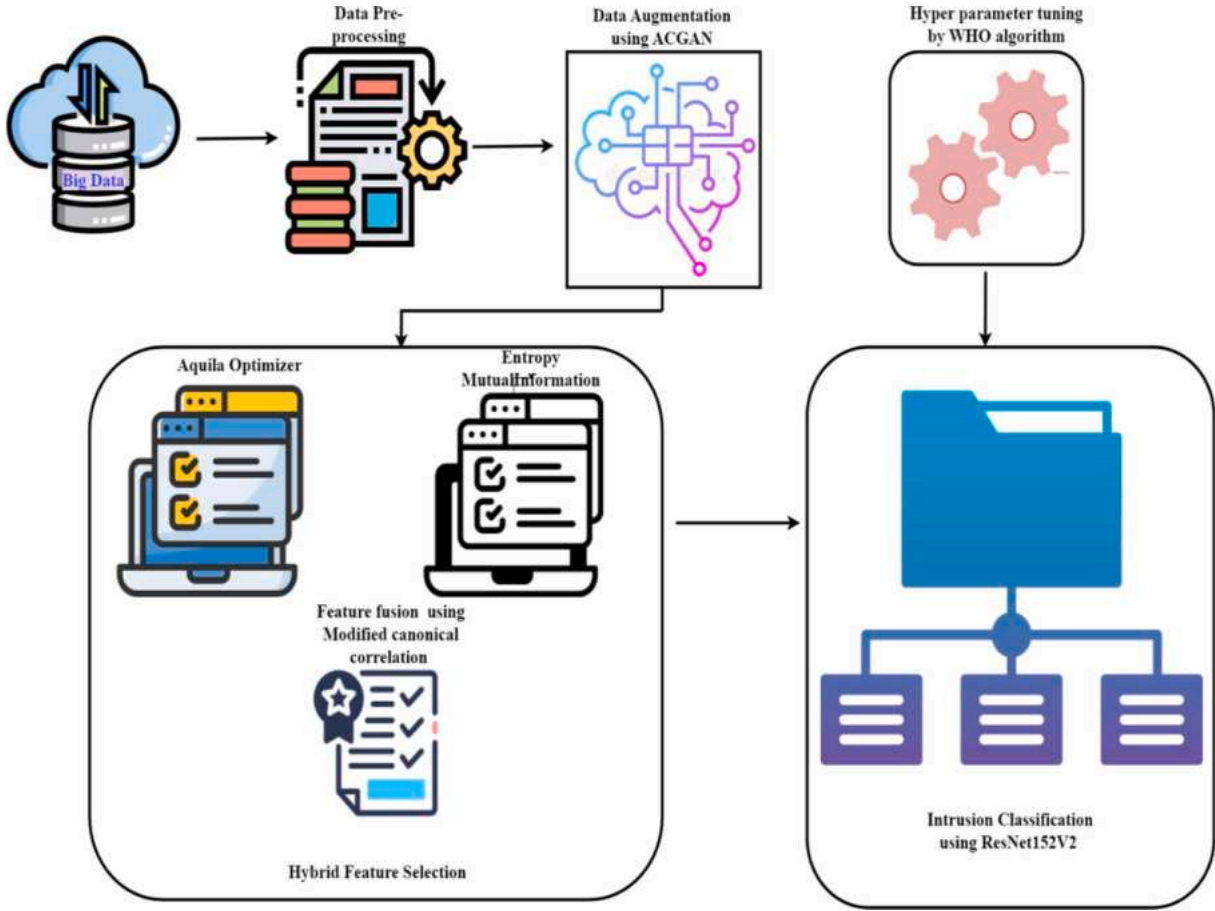 Data Pre-
processing
Data Augmentation
using ACGAN
Hyper parameter tuning
by WHO algorithm
Big Data
Aquila Optimizer
Entropy
MutualInformation
Feature fusion using
Modified canonical
correlation
Hybrid Feature Selection
Intrusion Classification
using ResNet152V2